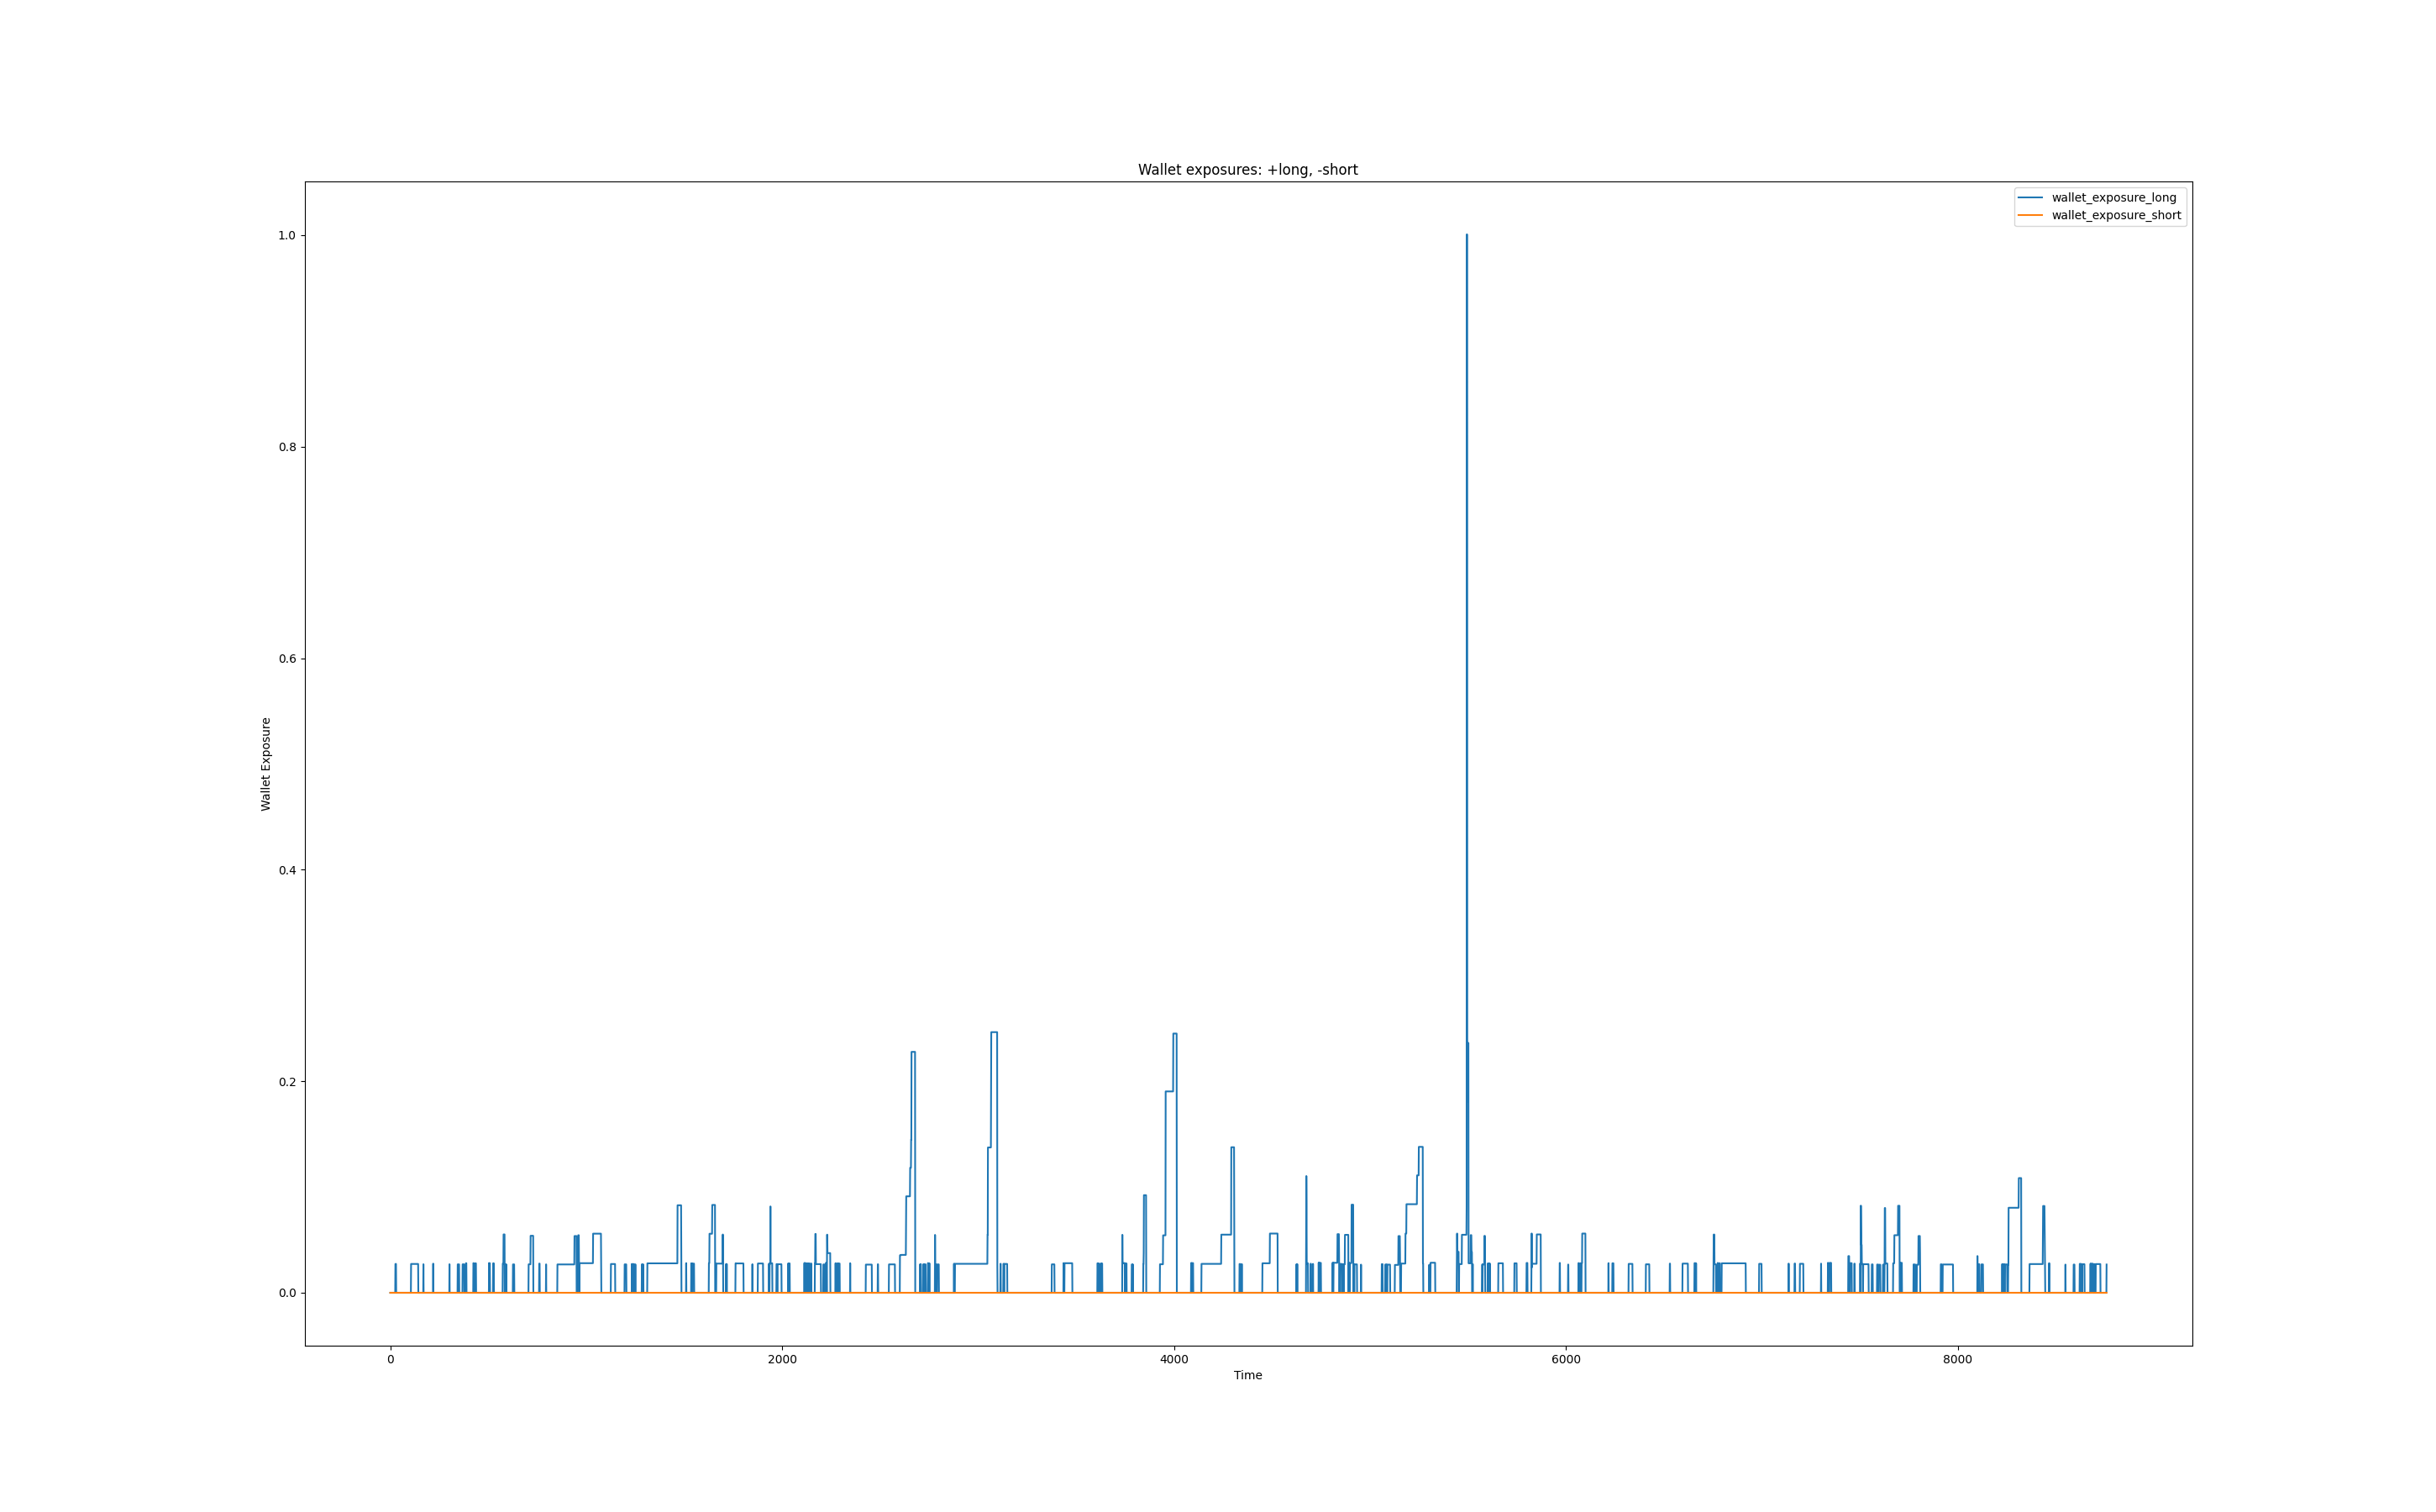 Wallet exposures: +long, -short
wallet_exposure_long
wallet_exposure_short
1.0
0.8
0.6
0.4
0.2
0.0
Wallet Exposure
0 2000 4000 6000 8000
Time